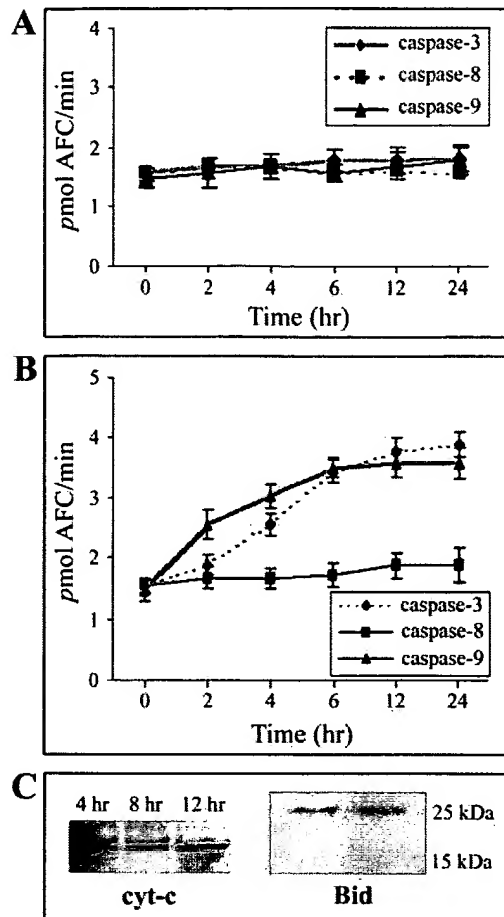 A
caspase-3
caspase-8
caspase-9
pmol AFC/min
4
3
2
1
0
0 2 4 6 12 24
Time (hr)
B
pmol AFC/min
5
4
3
2
1
0
caspase-3
caspase-8
caspase-9
0 2 4 6 12 24
Time (hr)
C
4 hr 8 hr 12 hr
25 kDa
15 kDa
cyt-c
Bid